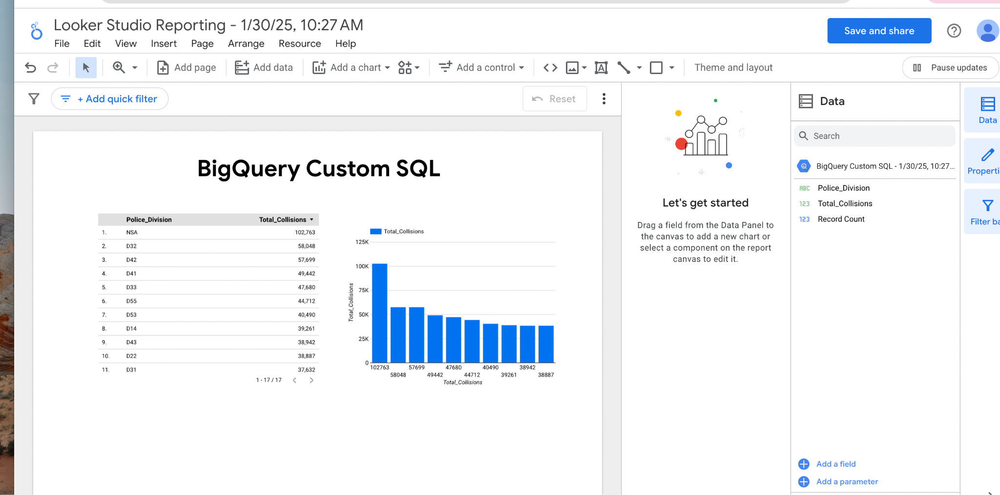 Looker Studio Reporting - 1/30/25, 10:27 AM
File Edit View Insert Page Arrange Resource Help
Save and share
Add page Add data Add a chart Add a control Theme and layout Pause updates
+ Add quick filter
Reset
BigQuery Custom SQL
Police_Division Total_Collisions
1. NSA 102,763
2. D32 58,048
3. D42 57,699
4. D41 49,442
5. D33 47,680
6. D55 44,712
7. D53 40,490
8. D14 39,261
9. D43 38,942
10. D22 38,887
11. D31 37,632
1 - 17 / 17
Total_Collisions
125K
100K
75K
50K
25K
0
Total_Collisions
102763 57699 47680 40490 38942
58048 49442 44712 39261 38887
Total_Collisions
Let's get started
Drag a field from the Data Panel to
the canvas to add a new chart or
select a component on the report
canvas to edit it.
Data
Search
BigQuery Custom SQL - 1/30/25, 10:27...
ABC Police_Division
123 Total_Collisions
123 Record Count
Add a field
Add a parameter
Data
Properti
Filter ba